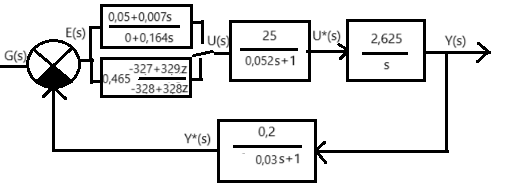 0,05+0,007s
0+0,164s
E(s)
G(s)
0,465 -327+329z
-328+328z
U(s)
25
0,052s+1
U*(s)
2,625
s
Y(s)
Y*(s)
0,2
0,03s+1